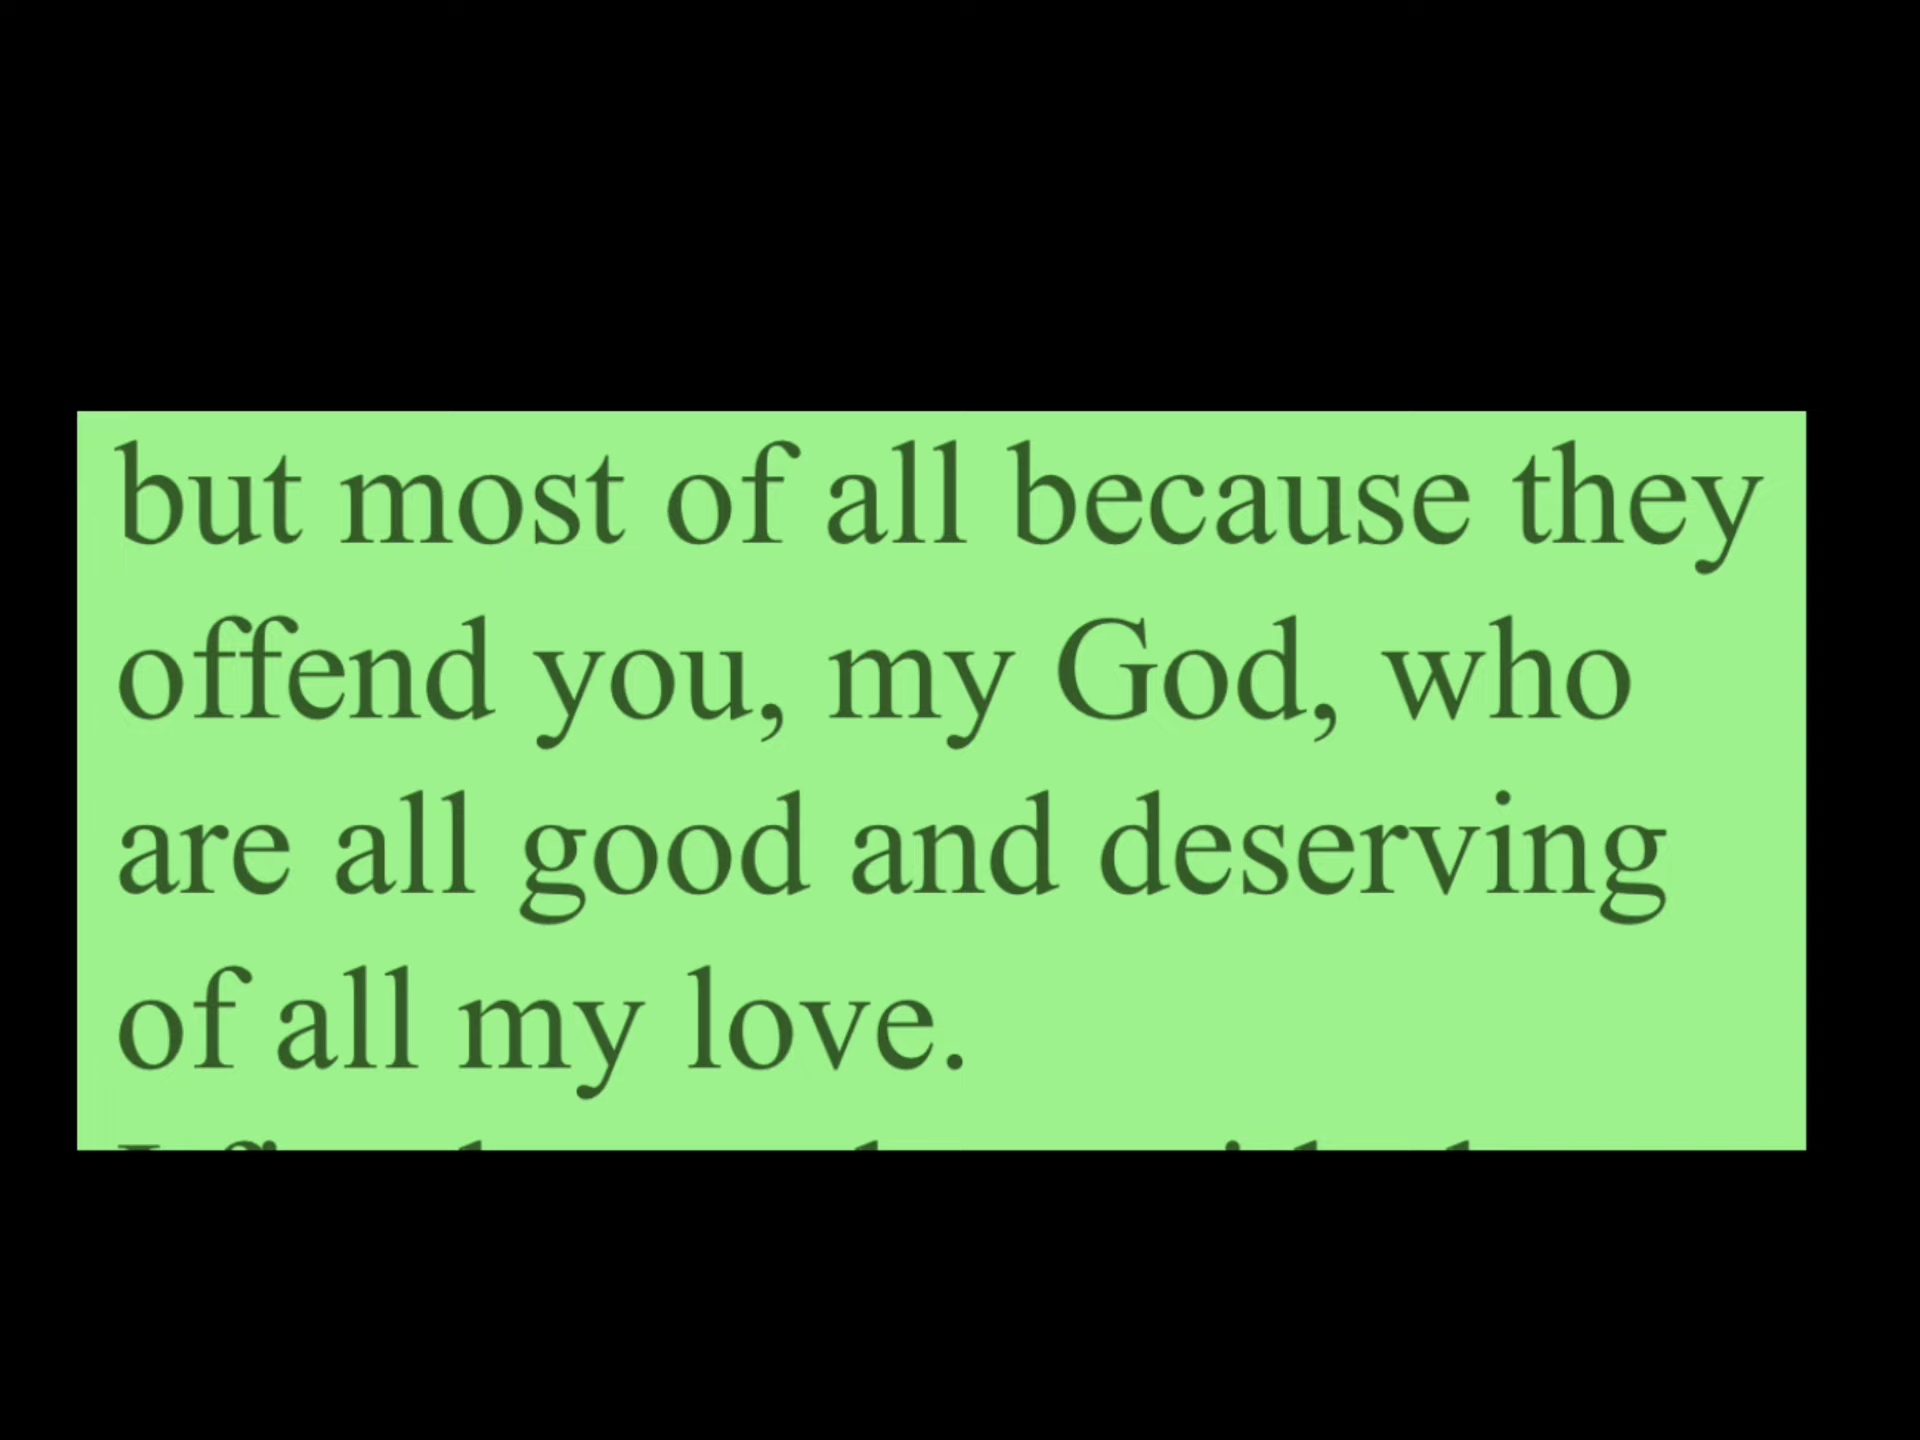 but most of all because they
offend you, my God, who
are all good and deserving
of all my love.